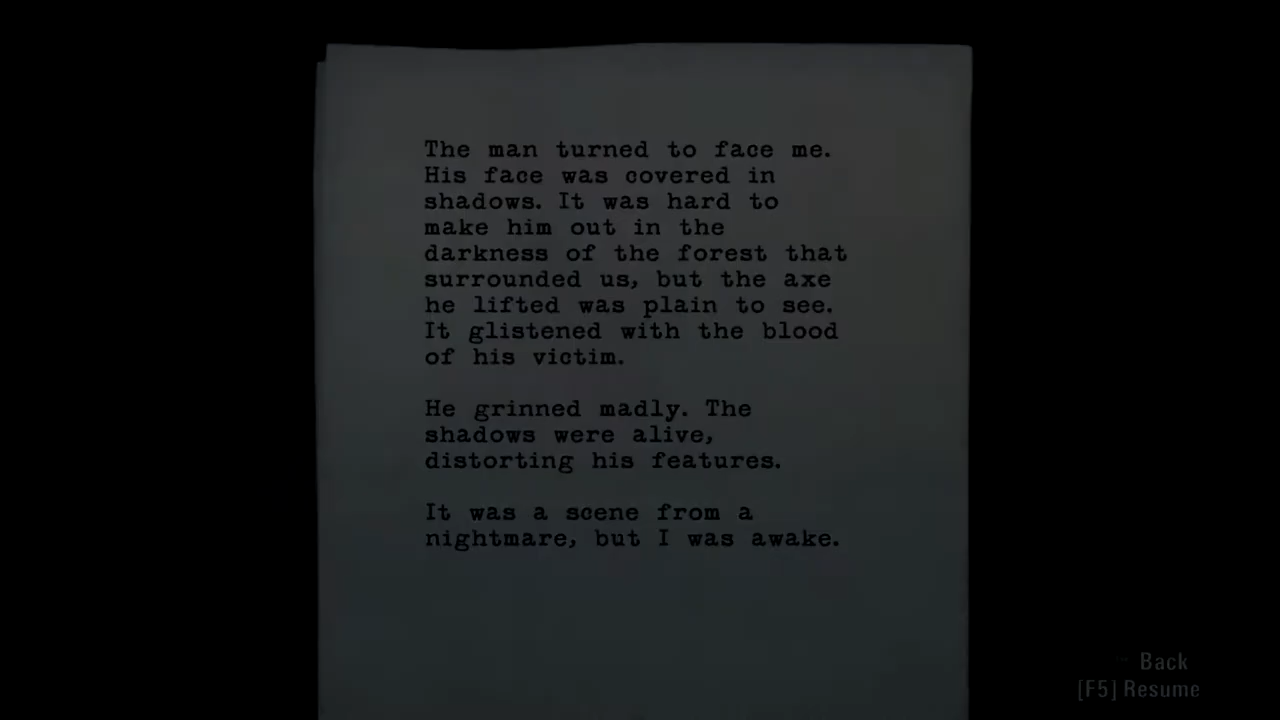 The man turned to face me.
His face was covered in
shadows. It was hard to
make him out in the
darkness of the forest that
surrounded us, but the axe
he lifted was plain to see.
It glistened with the blood
of his victim.
He grinned madly. The
shadows were alive,
distorting his features.
It was a scene from a
nightmare, but I was awake.
Back
[F5] Resume